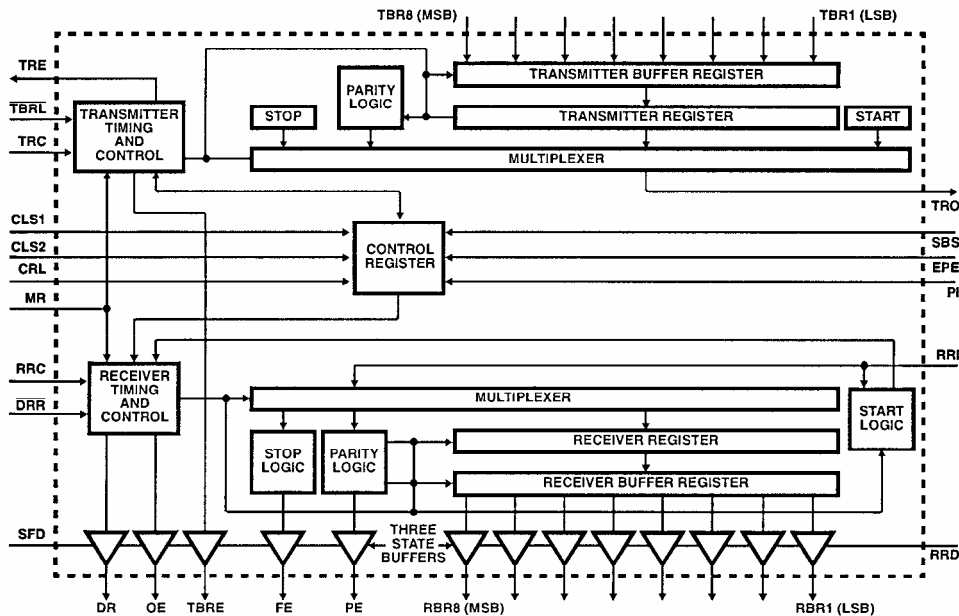 TBR8 (MSB)
TBR1 (LSB)
TRE
TRANSMITTER BUFFER REGISTER
PARITY
LOGIC
TBRL
TRANSMITTER
TIMING
AND
CONTROL
STOP
TRANSMITTER REGISTER
START
TRC
MULTIPLEXER
TRO
CLS1
CONTROL
REGISTER
SBS
CLS2
EPE
CRL
PI
MR
RRC
RECEIVER
TIMING
AND
CONTROL
RRI
DRR
MULTIPLEXER
START
LOGIC
STOP
LOGIC
PARITY
LOGIC
RECEIVER REGISTER
RECEIVER BUFFER REGISTER
SFD
THREE
STATE
BUFFERS
RRD
DR
OE
TBRE
FE
PE
RBR8 (MSB)
RBR1 (LSB)